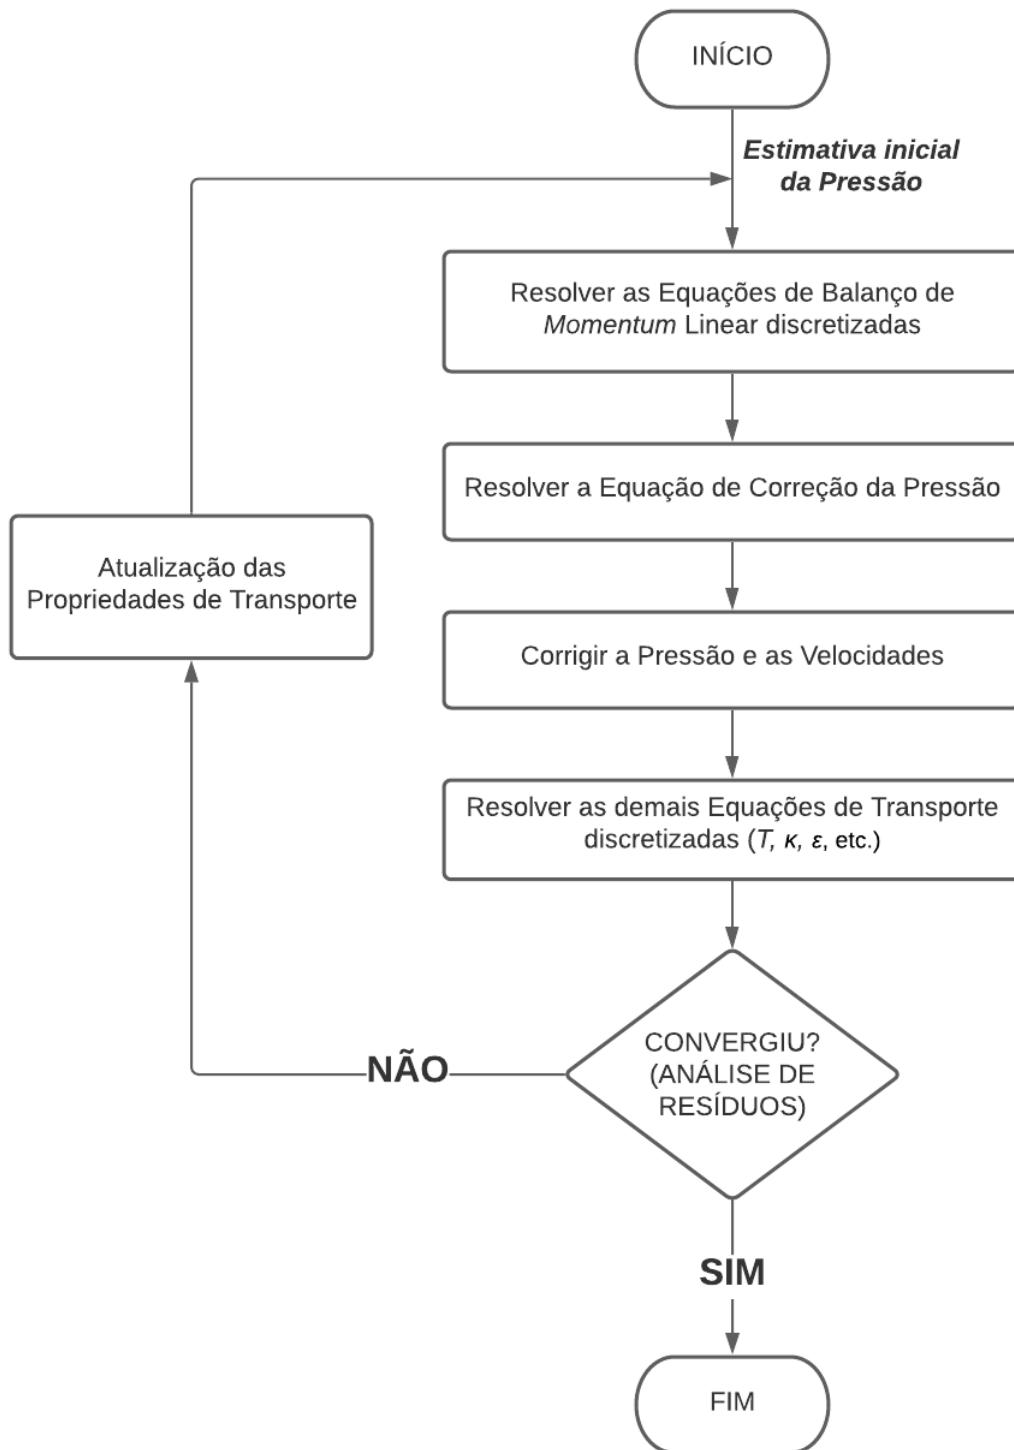 INÍCIO
Estimativa inicial
da Pressão
Resolver as Equações de Balanço de
Momentum Linear discretizadas
Resolver a Equação de Correção da Pressão
Atualização das
Propriedades de Transporte
Corrigir a Pressão e as Velocidades
Resolver as demais Equações de Transporte
discretizadas (T, κ, ε, etc.)
CONVERGIU?
(ANÁLISE DE
RESÍDUOS)
NÃO
SIM
FIM